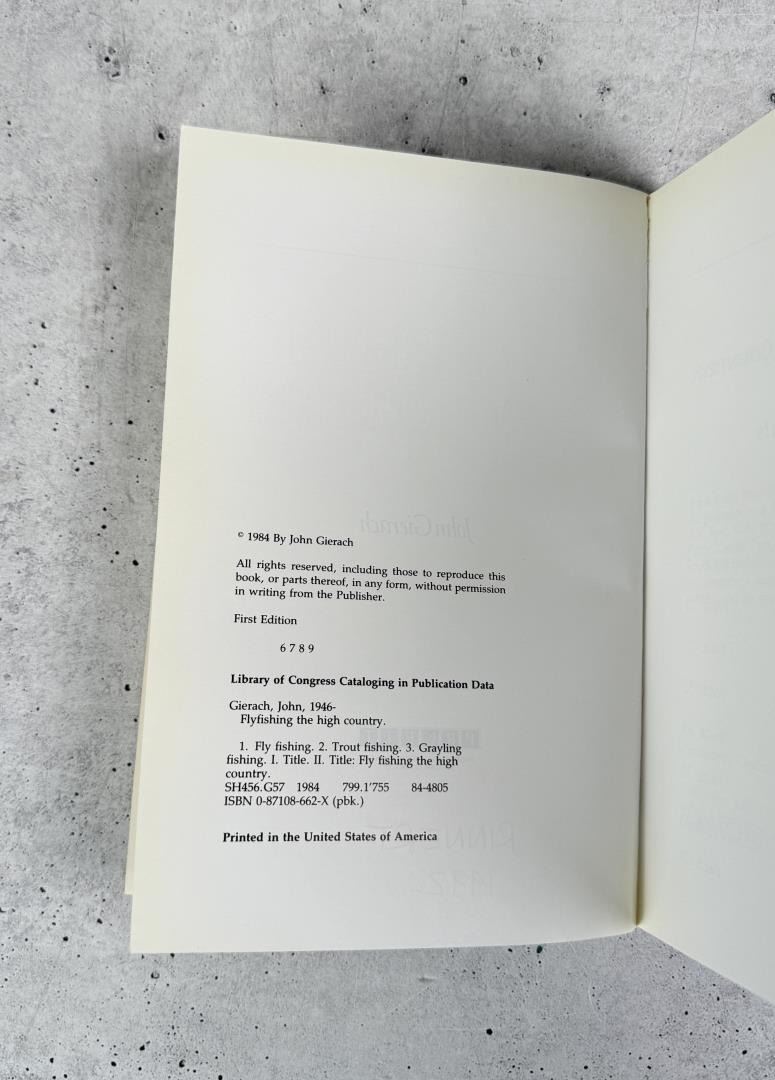 © 1984 By John Gierach
All rights reserved, including those to reproduce this
book, or parts thereof, in any form, without permission
in writing from the Publisher.
First Edition
6 7 8 9
Library of Congress Cataloging in Publication Data
Gierach, John, 1946-
Flyfishing the high country.
1. Fly fishing. 2. Trout fishing. 3. Grayling
fishing. I. Title. II. Title: Fly fishing the high
country.
SH456.G57 1984 799.1'755 84-4805
ISBN 0-87108-662-X (pbk.)
Printed in the United States of America
John Gierach